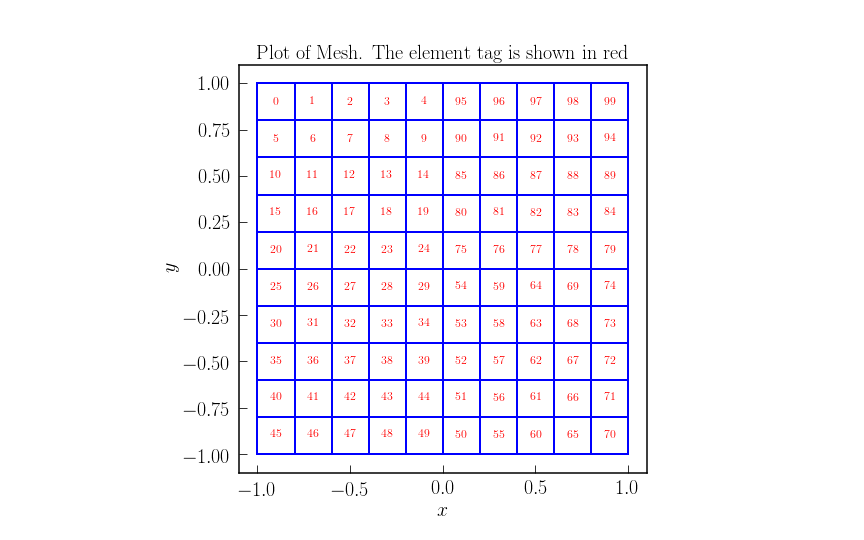 Plot of Mesh. The element tag is shown in red
1.00
0 1 2 3 4 95 96 97 98 99
0.75
5 6 7 8 9 90 91 92 93 94
0.50
10 11 12 13 14 85 86 87 88 89
0.25
15 16 17 18 19 80 81 82 83 84
0.00
20 21 22 23 24 75 76 77 78 79
y
25 26 27 28 29 54 59 64 69 74
−0.25
30 31 32 33 34 53 58 63 68 73
−0.50
35 36 37 38 39 52 57 62 67 72
−0.75
40 41 42 43 44 51 56 61 66 71
−1.00
45 46 47 48 49 50 55 60 65 70
−1.0 −0.5 0.0 0.5 1.0
x